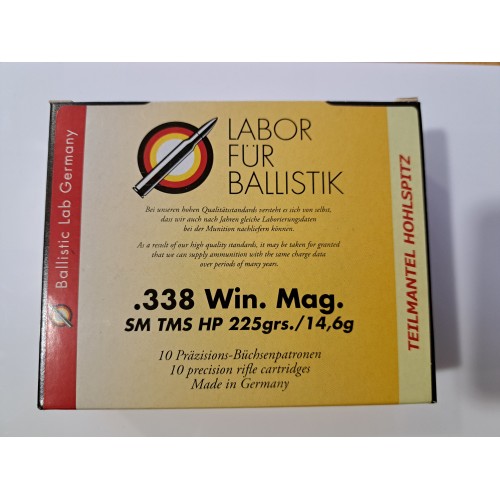 Ballistic Lab Germany
LABOR
FÜR
BALLISTIK
Bei unseren hohen Qualitätsstandards versteht es sich von selbst,
dass wir auch nach Jahren gleiche Laborierungsdaten
bei der Munition nachliefern können.
As a result of our high quality standards, it may be taken for granted
that we can supply ammunition with the same charge data
over periods of many years.
.338 Win. Mag.
SM TMS HP 225grs./14,6g
10 Präzisions-Büchsenpatronen
10 precision rifle cartridges
Made in Germany
TEILMANTEL HOHLSPITZ